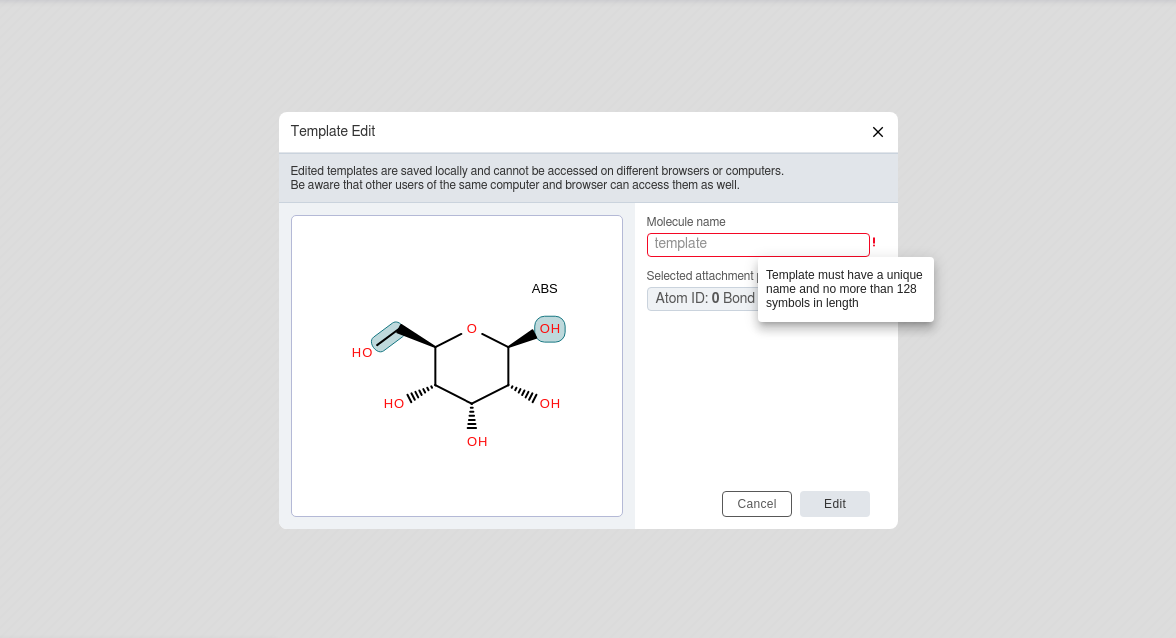 Template Edit
Edited templates are saved locally and cannot be accessed on different browsers or computers.
Be aware that other users of the same computer and browser can access them as well.
ABS
O
OH
HO
HO
OH
OH
Molecule name
template
!
Selected attachment
Atom ID: 0 Bond
Template must have a unique
name and no more than 128
symbols in length
Cancel
Edit